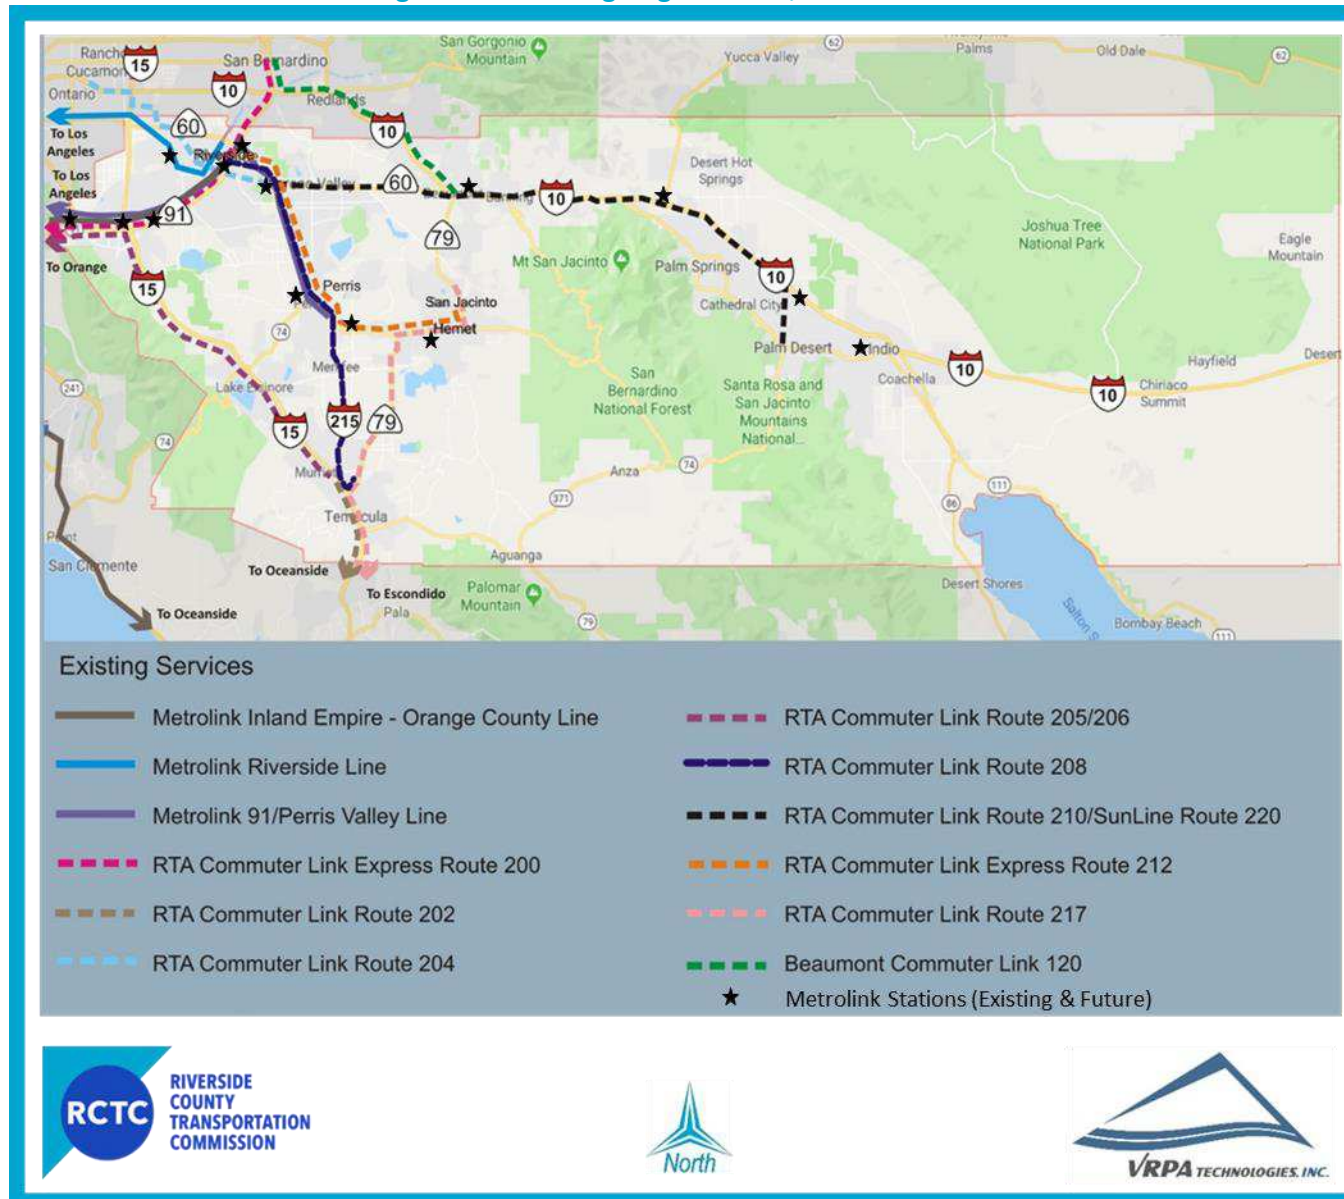 San Bernardino
San Gorgonio
Mountain
62
Palms
Old Dale
62
15
Ontario
10
Yucca Valley
Redlands
10
60
To Los
Angeles
To Los
Angeles
Riverside
Desert Hot
Springs
60
10
91
79
Joshua Tree
National Park
Eagle
Mountain
To Orange
15
Mt San Jacinto
Palm Springs
10
Perris
San Jacinto
Cathedral City
Hemet
74
Palm Desert
Indio
Hayfield
Coachella
10
10
Chiriaco
Summit
241
San
Bernardino
National Forest
Santa Rosa and
San Jacinto
Mountains
National...
15
215
79
74
Anza
74
371
111
86
Temecula
Aguanga
San Clemente
To Oceanside
To Escondido
Pala
Palomar
Mountain
Desert Shores
To Oceanside
79
Salton S
Bombay Beach
111
Existing Services
Metrolink Inland Empire - Orange County Line
Metrolink Riverside Line
Metrolink 91/Perris Valley Line
RTA Commuter Link Express Route 200
RTA Commuter Link Route 202
RTA Commuter Link Route 204
RTA Commuter Link Route 205/206
RTA Commuter Link Route 208
RTA Commuter Link Route 210/SunLine Route 220
RTA Commuter Link Express Route 212
RTA Commuter Link Route 217
Beaumont Commuter Link 120
Metrolink Stations (Existing & Future)
RCTC
RIVERSIDE
COUNTY
TRANSPORTATION
COMMISSION
North
VRPA TECHNOLOGIES, INC.